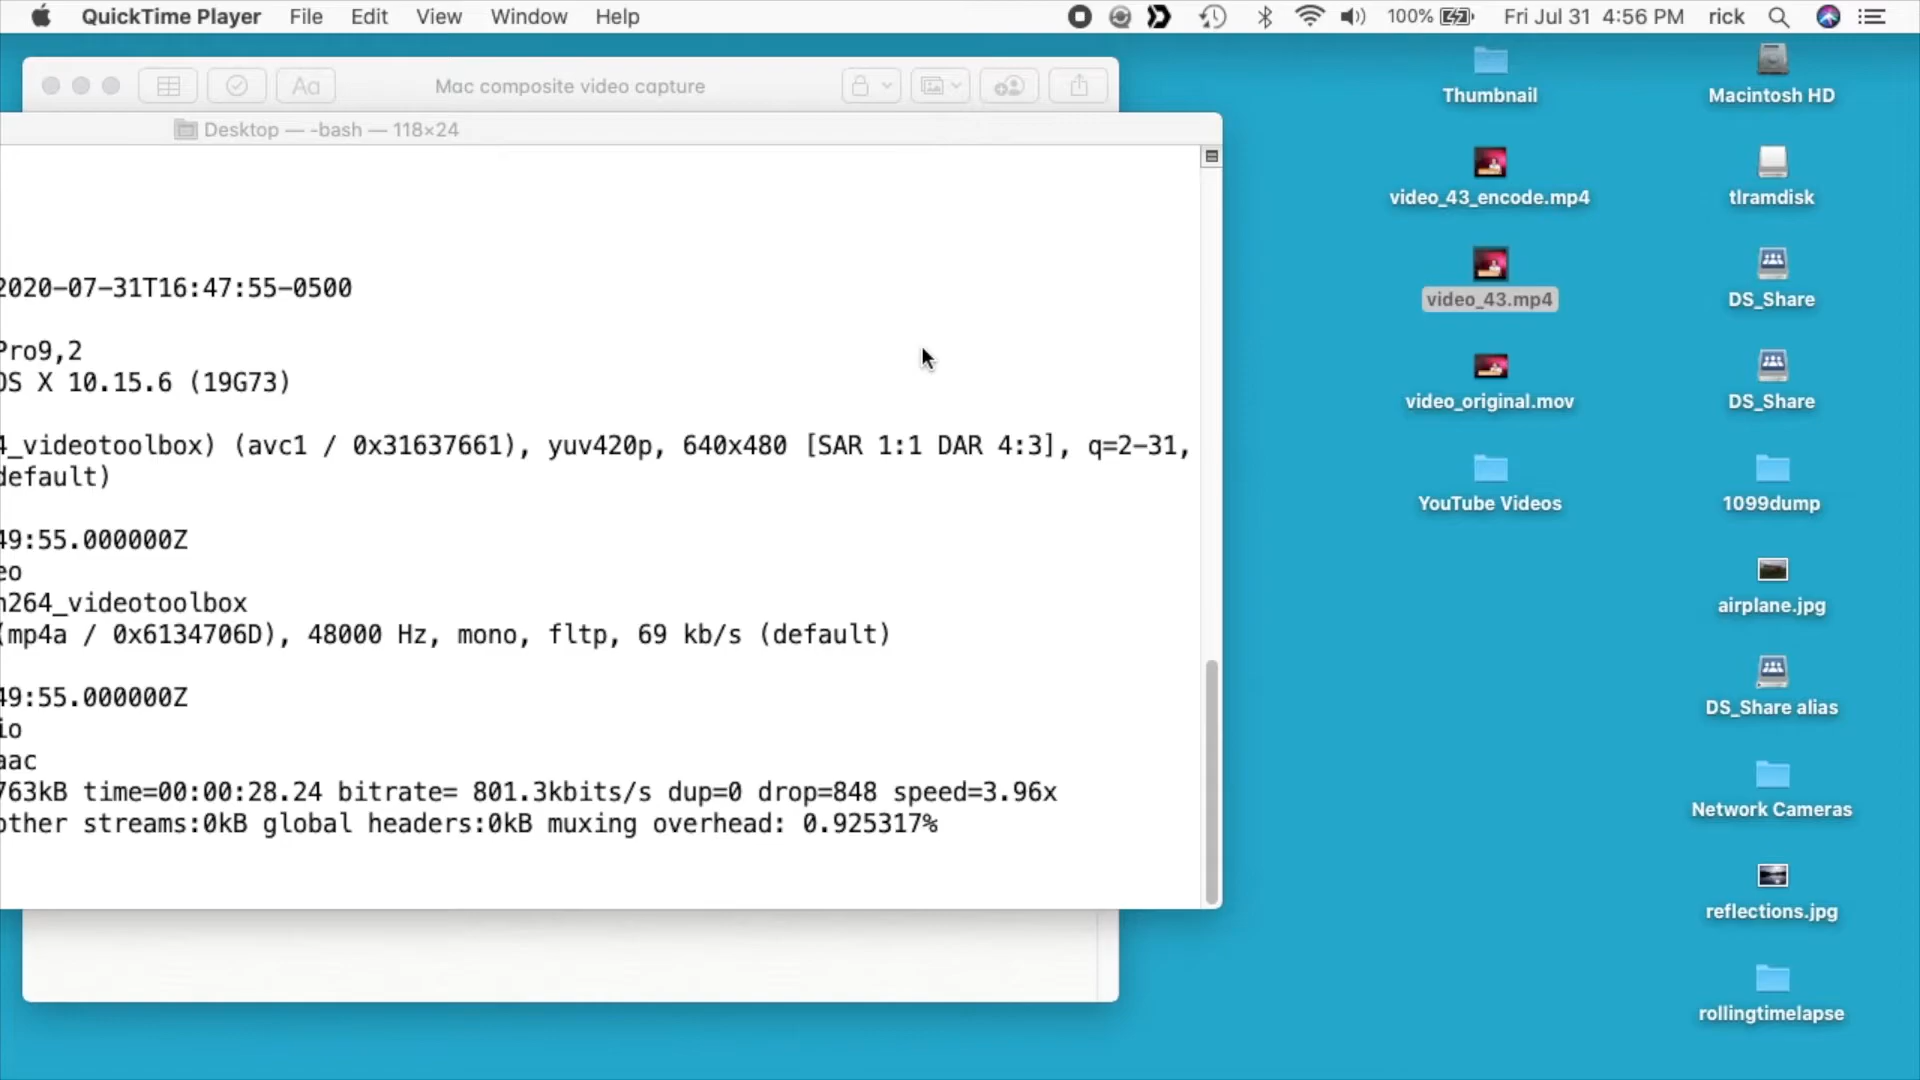 QuickTime Player File Edit View Window Help 100% Fri Jul 31 4:56 PM rick
Aa Mac composite video capture
Desktop — -bash — 118×24
2020-07-31T16:47:55-0500
Pro9,2
OS X 10.15.6 (19G73)
4_videotoolbox) (avc1 / 0x31637661), yuv420p, 640x480 [SAR 1:1 DAR 4:3], q=2-31,
default)
49:55.000000Z
eo
h264_videotoolbox
(mp4a / 0x6134706D), 48000 Hz, mono, fltp, 69 kb/s (default)
49:55.000000Z
io
aac
763kB time=00:00:28.24 bitrate= 801.3kbits/s dup=0 drop=848 speed=3.96x
other streams:0kB global headers:0kB muxing overhead: 0.925317%
Thumbnail
video_43_encode.mp4
video_43.mp4
video_original.mov
YouTube Videos
Macintosh HD
tlramdisk
DS_Share
DS_Share
1099dump
airplane.jpg
DS_Share alias
Network Cameras
reflections.jpg
rollingtimelapse